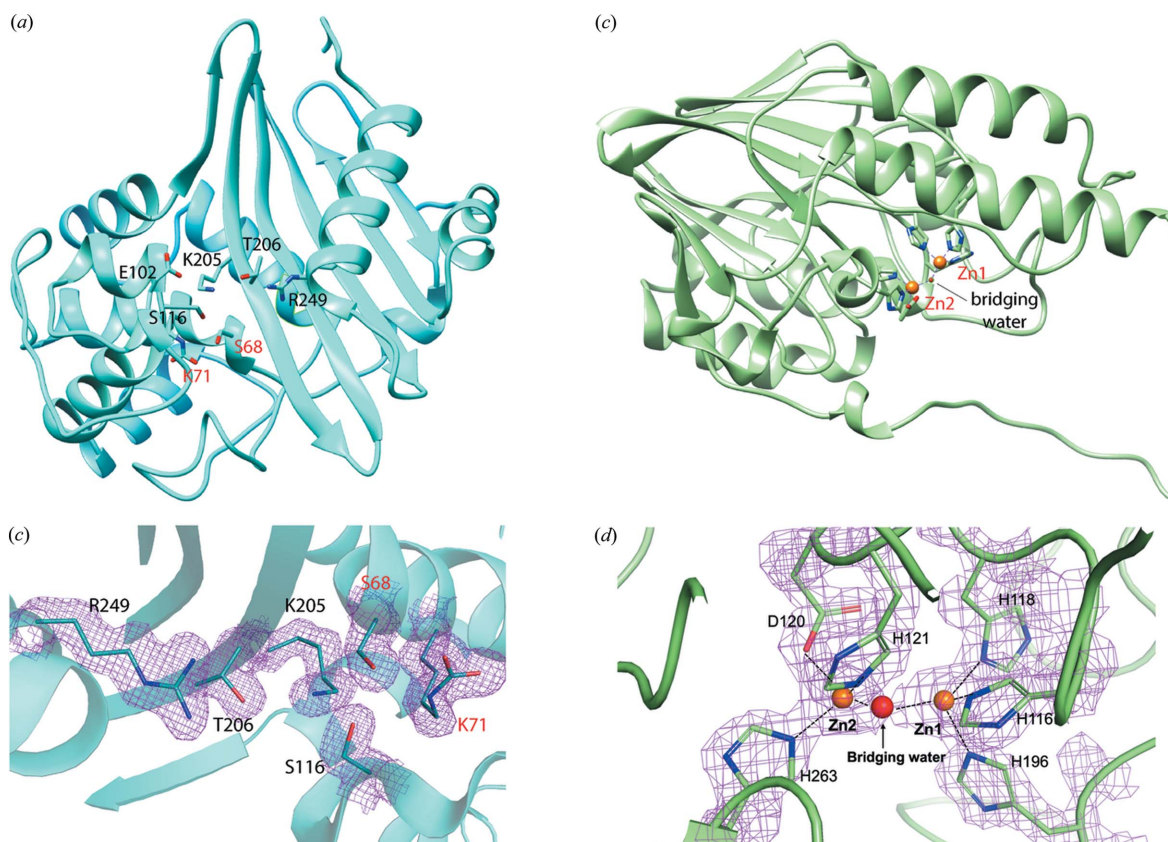 (a)
T206
K205
E102
R249
S116
S68
K71
(c)
Zn1
Zn2
bridging
water
(c)
S68
R249
K205
T206
K71
S116
(d)
H118
D120
H121
H116
Zn2
Zn1
Bridging water
H196
H263